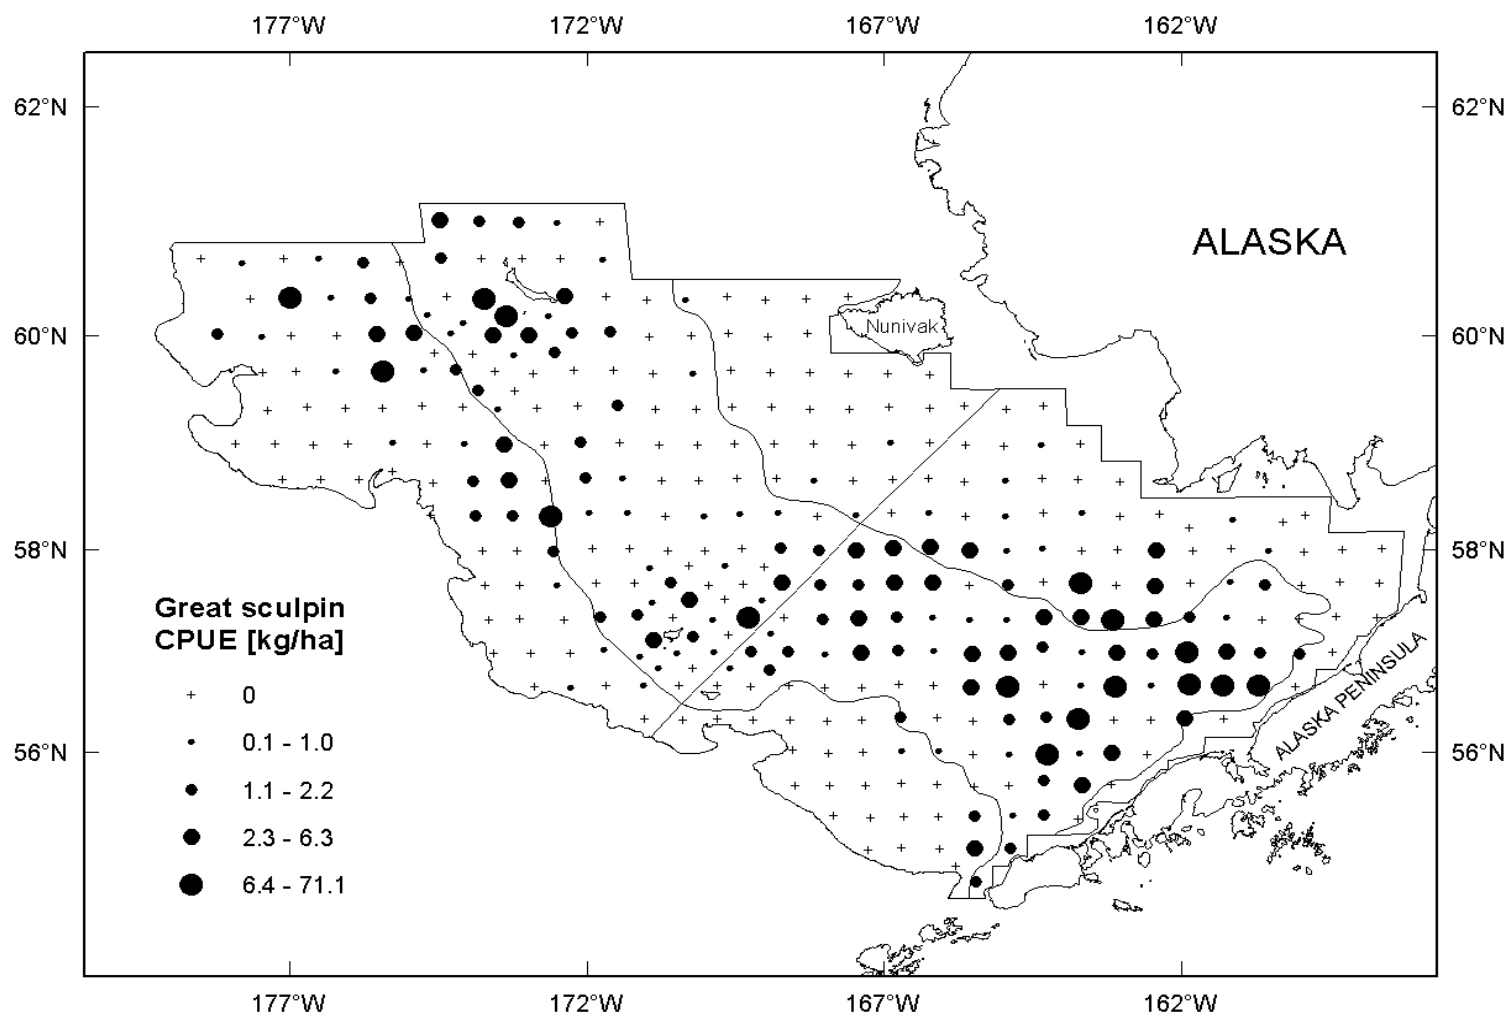 177°W 172°W 167°W 162°W
62°N 62°N
ALASKA
Nunivak
60°N 60°N
58°N 58°N
Great sculpin
CPUE [kg/ha]
0
0.1 - 1.0
1.1 - 2.2
2.3 - 6.3
6.4 - 71.1
ALASKA PENINSULA
56°N 56°N
177°W 172°W 167°W 162°W